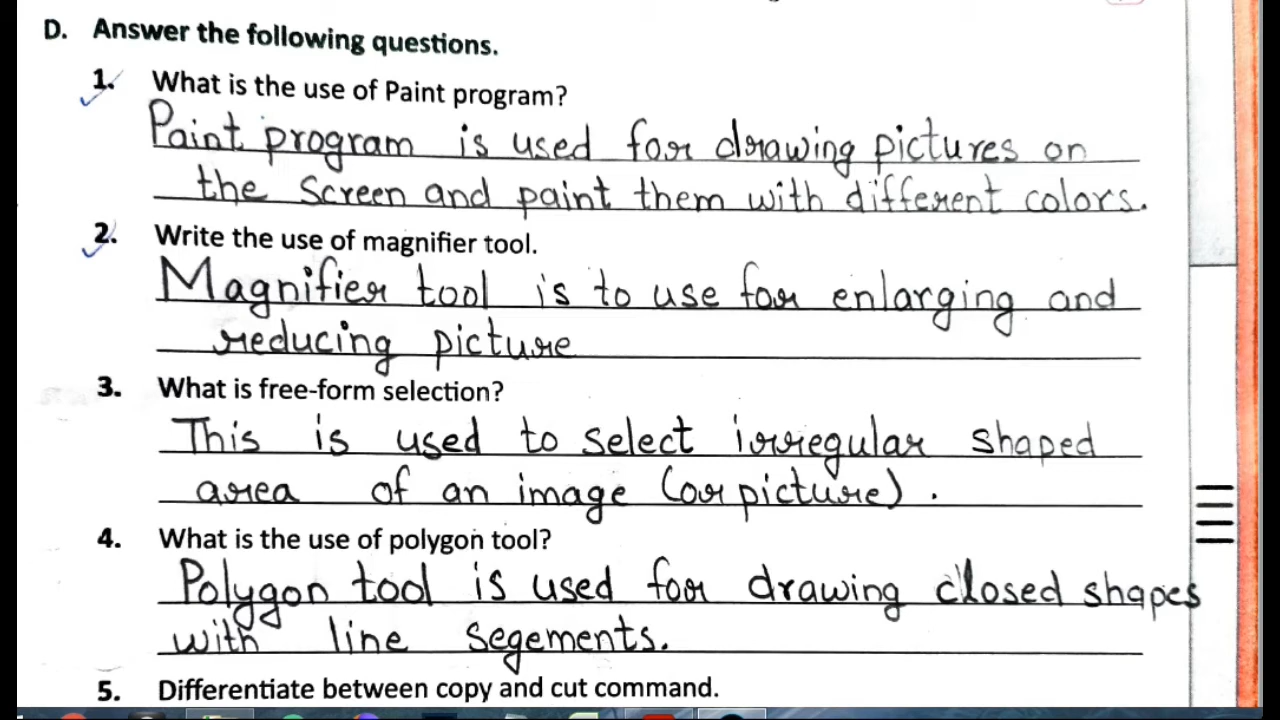 D. Answer the following questions.
1. What is the use of Paint program?
Paint program is used for drawing pictures on
the screen and paint them with different colors.
2. Write the use of magnifier tool.
Magnifier tool is to use for enlarging and
reducing picture
3. What is free-form selection?
This is used to select irregular shaped
area of an image (or picture).
4. What is the use of polygon tool?
Polygon tool is used for drawing closed shapes
with line segements.
5. Differentiate between copy and cut command.